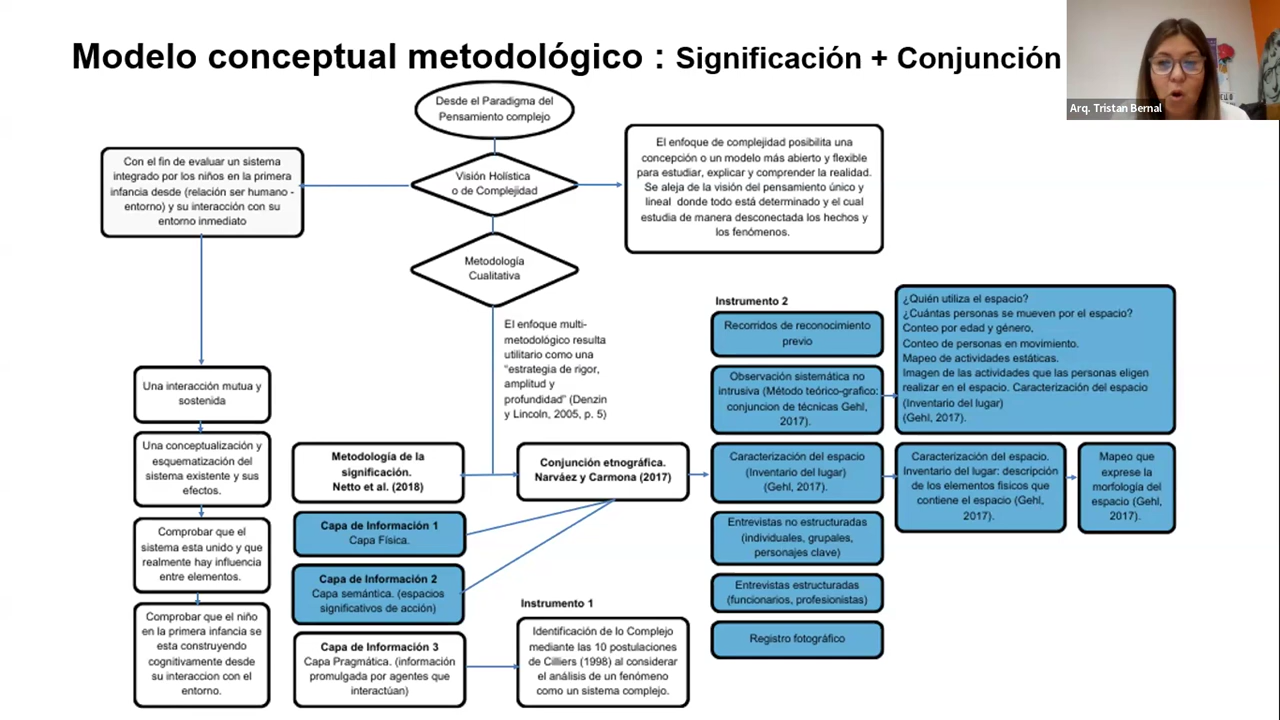 Modelo conceptual metodológico : Significación + Conjunción
Arq. Tristan Bernal
Desde el Paradigma del
Pensamiento complejo
Visión Holística
o de Complejidad
Metodología
Cualitativa
Con el fin de evaluar un sistema
integrado por los niños en la primera
infancia desde (relación ser humano -
entorno) y su interacción con su
entorno inmediato
El enfoque de complejidad posibilita una
concepción o un modelo más abierto y flexible
para estudiar, explicar y comprender la realidad.
Se aleja de la visión del pensamiento único y
lineal donde todo está determinado y el cual
estudia de manera desconectada los hechos y
los fenómenos.
El enfoque multi-
metodológico resulta
utilitario como una
“estrategia de rigor,
amplitud y
profundidad” (Denzin
y Lincoln, 2005, p. 5)
Una interacción mutua y
sostenida
Una conceptualización y
esquematización del
sistema existente y sus
efectos.
Comprobar que el
sistema esta unido y que
realmente hay influencia
entre elementos.
Comprobar que el niño
en la primera infancia se
esta construyendo
cognitivamente desde
su interaccion con el
entorno.
Metodología de la
significación.
Netto et al. (2018)
Capa de Información 1
Capa Física.
Capa de Información 2
Capa semántica. (espacios
significativos de acción)
Capa de Información 3
Capa Pragmática. (información
promulgada por agentes que
interactúan)
Conjunción etnográfica.
Narváez y Carmona (2017)
Instrumento 1
Identificación de lo Complejo
mediante las 10 postulaciones
de Cilliers (1998) al considerar
el análisis de un fenómeno
como un sistema complejo.
Instrumento 2
Recorridos de reconocimiento
previo
Observación sistemática no
intrusiva (Método teórico-grafico:
conjuncion de técnicas Gehl,
2017).
Caracterización del espacio
(Inventario del lugar)
(Gehl, 2017).
Entrevistas no estructuradas
(individuales, grupales,
personajes clave)
Entrevistas estructuradas
(funcionarios, profesionistas)
Registro fotográfico
¿Quién utiliza el espacio?
¿Cuántas personas se mueven por el espacio?
Conteo por edad y género,
Conteo de personas en movimiento.
Mapeo de actividades estáticas.
Imagen de las actividades que las personas eligen
realizar en el espacio. Caracterización del espacio
(Inventario del lugar)
(Gehl, 2017).
Caracterización del espacio.
Inventario del lugar: descripción
de los elementos fisicos que
contiene el espacio (Gehl,
2017).
Mapeo que
exprese la
morfología del
espacio (Gehl,
2017).